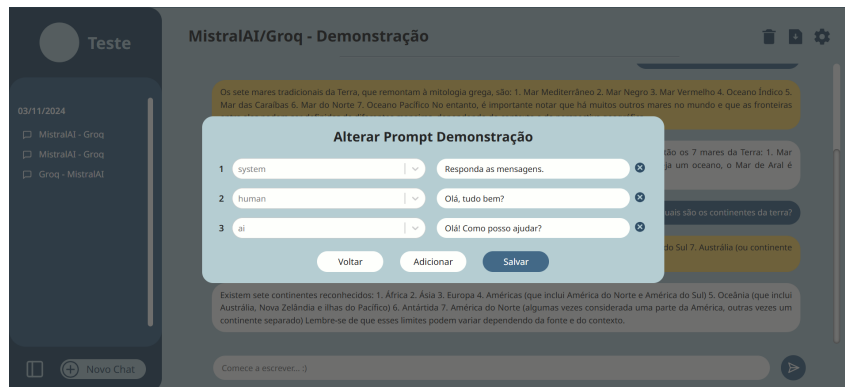 Teste
MistralAI/Groq - Demonstração
03/11/2024
MistralAI - Groq
MistralAI - Groq
Groq - MistralAI
Os sete mares tradicionais da Terra, que remontam à mitologia grega, são: 1. Mar Mediterrâneo 2. Mar Negro 3. Mar Vermelho 4. Oceano Índico 5.
Mar das Caraíbas 6. Mar do Norte 7. Oceano Pacífico No entanto, é importante notar que há muitos outros mares no mundo e que as fronteiras
tão os 7 mares da Terra: 1. Mar
ja um oceano, o Mar de Aral é
uais são os continentes da terra?
do Sul 7. Austrália (ou continente
Alterar Prompt Demonstração
1 system Responda as mensagens.
2 human Olá, tudo bem?
3 ai Olá! Como posso ajudar?
Voltar Adicionar Salvar
Existem sete continentes reconhecidos: 1. África 2. Ásia 3. Europa 4. Américas (que inclui América do Norte e América do Sul) 5. Oceânia (que inclui
Austrália, Nova Zelândia e ilhas do Pacífico) 6. Antártida 7. América do Norte (algumas vezes considerada uma parte da América, outras vezes um
continente separado) Lembre-se de que esses limites podem variar dependendo da fonte e do contexto.
Novo Chat
Comece a escrever... :)